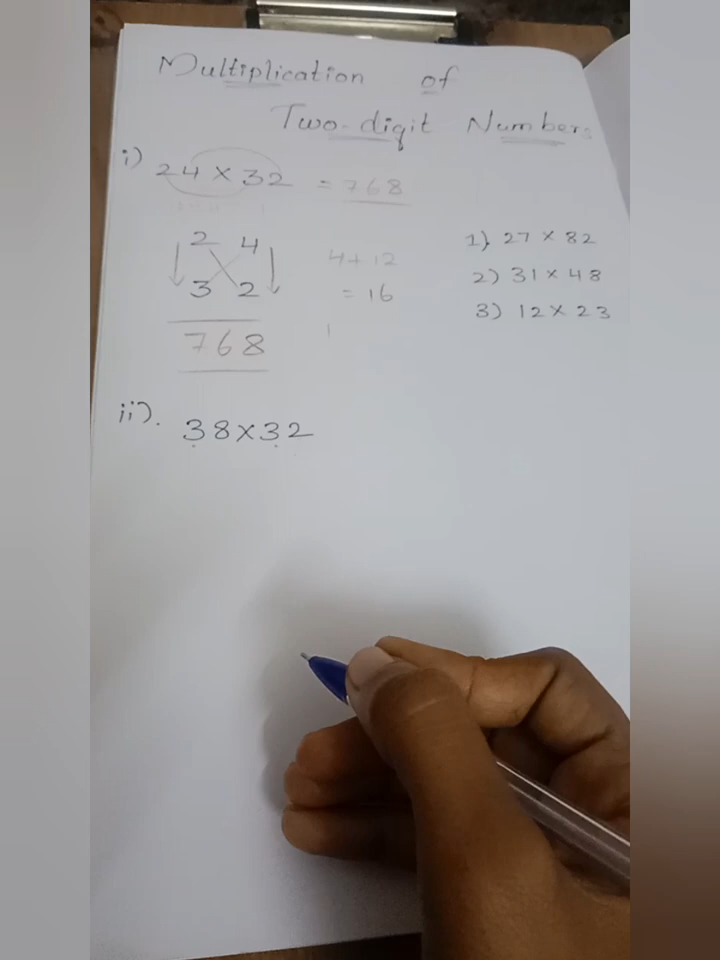 Multiplication of
Two-digit Numbers
i) 24 × 32 = 768
2 4
3 2
768
4+12
= 16
1) 27 × 82
2) 31 × 48
3) 12 × 23
ii). 38×32